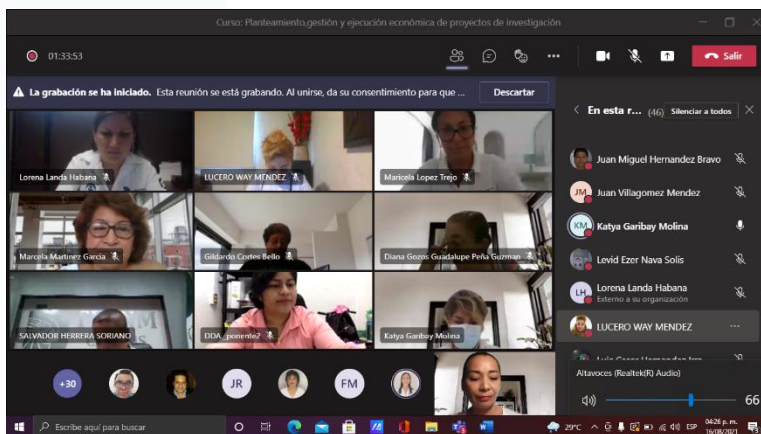 Curso: Planteamiento,gestión y ejecución económica de proyectos de investigación
01:33:53
Salir
La grabación se ha iniciado. Esta reunión se está grabando. Al unirse, da su consentimiento para que ...
Descartar
En esta r... (46)
Silenciar a todos
Lorena Landa Habana
LUCERO WAY MENDEZ
Maricela Lopez Trejo
Marcela Martinez Garcia
Gildardo Cortes Bello
Diana Gozos Guadalupe Peña Guzman
SALVADOR HERRERA SORIANO
DDA_ponente2
Katya Garibay Molina
+30
JR
FM
Juan Miguel Hernandez Bravo
JM
Juan Villagomez Mendez
KM
Katya Garibay Molina
Levid Ezer Nava Solis
LH
Lorena Landa Habana
Externo a su organización
LUCERO WAY MENDEZ
Altavoces (Realtek(R) Audio)
66
Escribe aquí para buscar
29°C
ESP
04:26 p. m.
16/08/2021